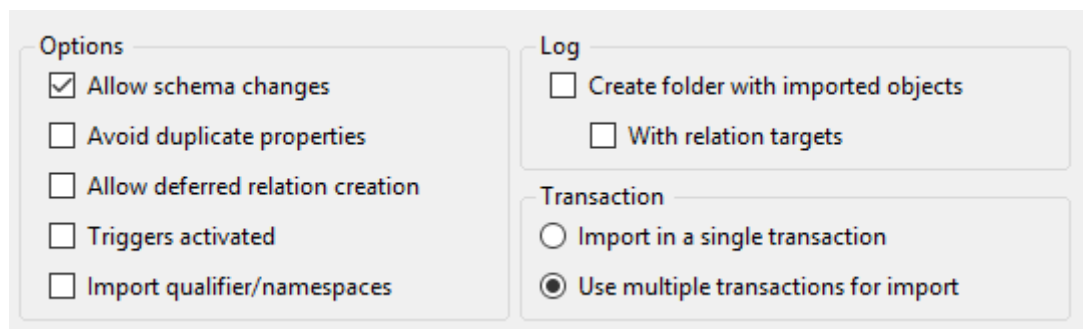 Options
Allow schema changes
Avoid duplicate properties
Allow deferred relation creation
Triggers activated
Import qualifier/namespaces
Log
Create folder with imported objects
With relation targets
Transaction
Import in a single transaction
Use multiple transactions for import